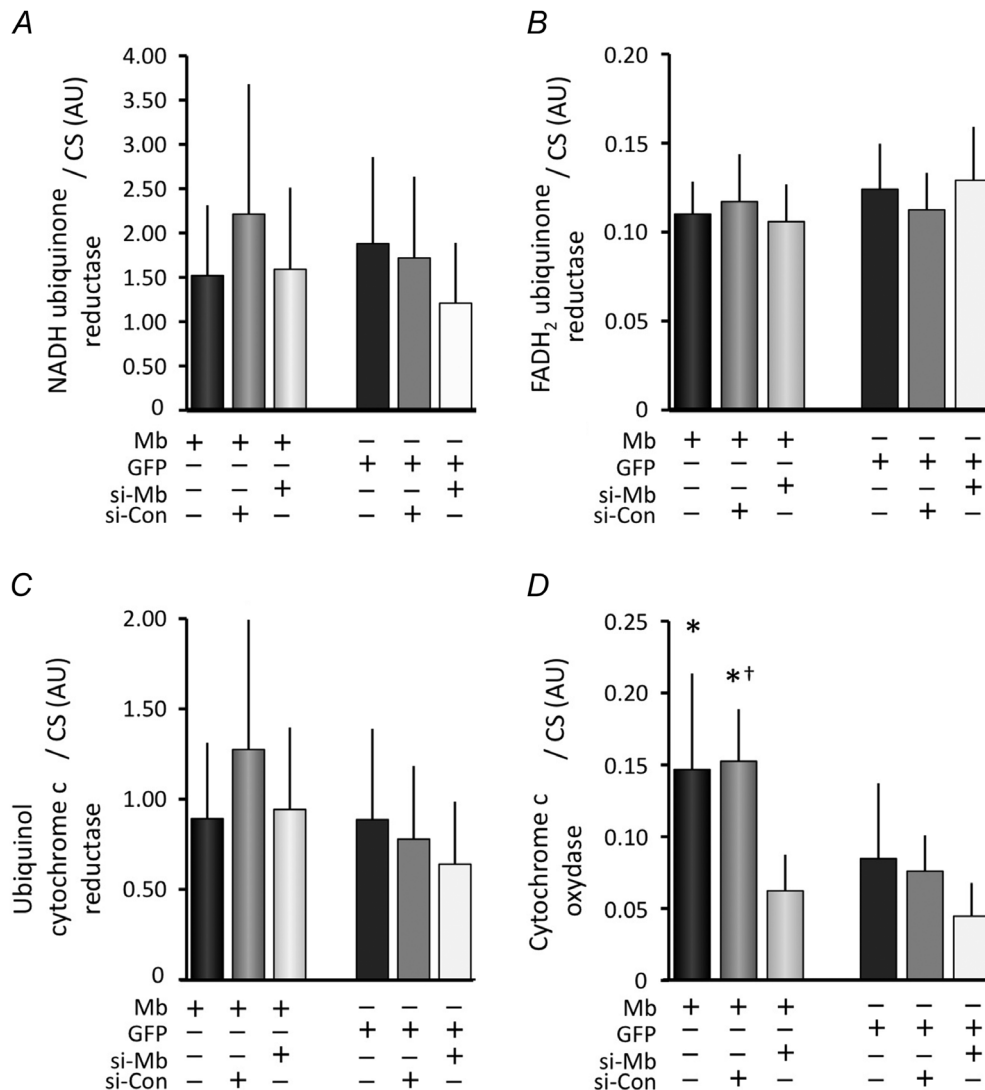 A
4.00
3.50
3.00
2.50
2.00
1.50
1.00
0.50
0
NADH ubiquinone / CS (AU)
reductase
Mb + + + − − −
GFP − − − + + +
si-Mb − − + − − +
si-Con − + − − + −
B
0.20
0.15
0.10
0.05
0
FADH₂ ubiquinone / CS (AU)
reductase
Mb + + + − − −
GFP − − − + + +
si-Mb − − + − − +
si-Con − + − − + −
C
2.00
1.50
1.00
0.50
0
Ubiquinol
cytochrome c / CS (AU)
reductase
Mb + + + − − −
GFP − − − + + +
si-Mb − − + − − +
si-Con − + − − + −
D
0.25
0.20
0.15
0.10
0.05
0
Cytochrome c / CS (AU)
oxydase
*
*†
Mb + + + − − −
GFP − − − + + +
si-Mb − − + − − +
si-Con − + − − + −